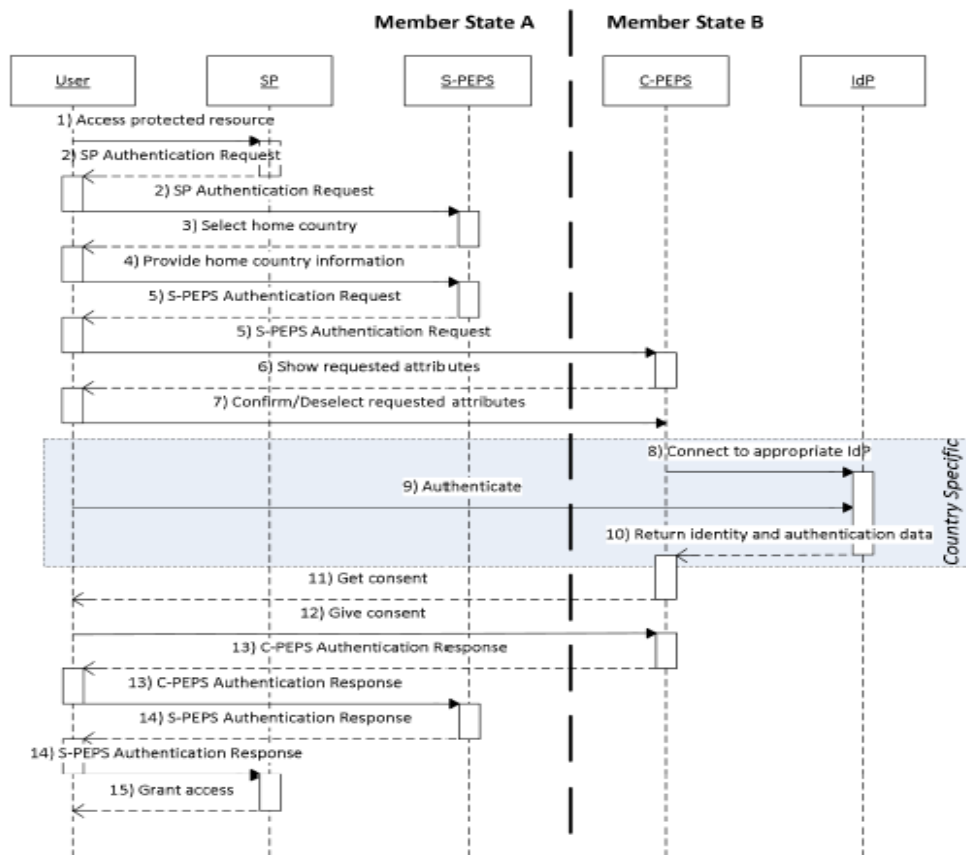 Member State A
Member State B
User
SP
S-PEPS
C-PEPS
IdP
1) Access protected resource
2) SP Authentication Request
2) SP Authentication Request
3) Select home country
4) Provide home country information
5) S-PEPS Authentication Request
5) S-PEPS Authentication Request
6) Show requested attributes
7) Confirm/Deselect requested attributes
8) Connect to appropriate IdP
9) Authenticate
10) Return identity and authentication data
Country Specific
11) Get consent
12) Give consent
13) C-PEPS Authentication Response
13) C-PEPS Authentication Response
14) S-PEPS Authentication Response
14) S-PEPS Authentication Response
15) Grant access